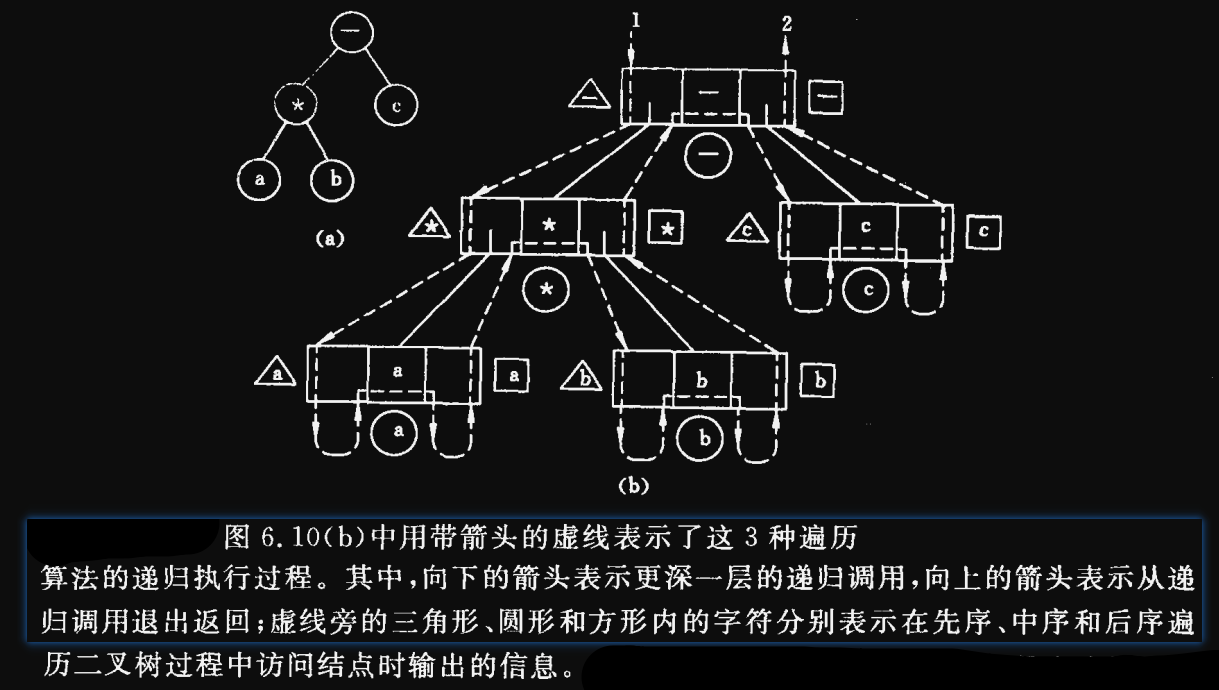 1 2
— — — —
* c
a b
(a)
* * * c c c
* c
a a a b b b
a b
(b)
图 6.10(b)中用带箭头的虚线表示了这 3 种遍历
算法的递归执行过程。其中,向下的箭头表示更深一层的递归调用,向上的箭头表示从递
归调用退出返回;虚线旁的三角形、圆形和方形内的字符分别表示在先序、中序和后序遍
历二叉树过程中访问结点时输出的信息。